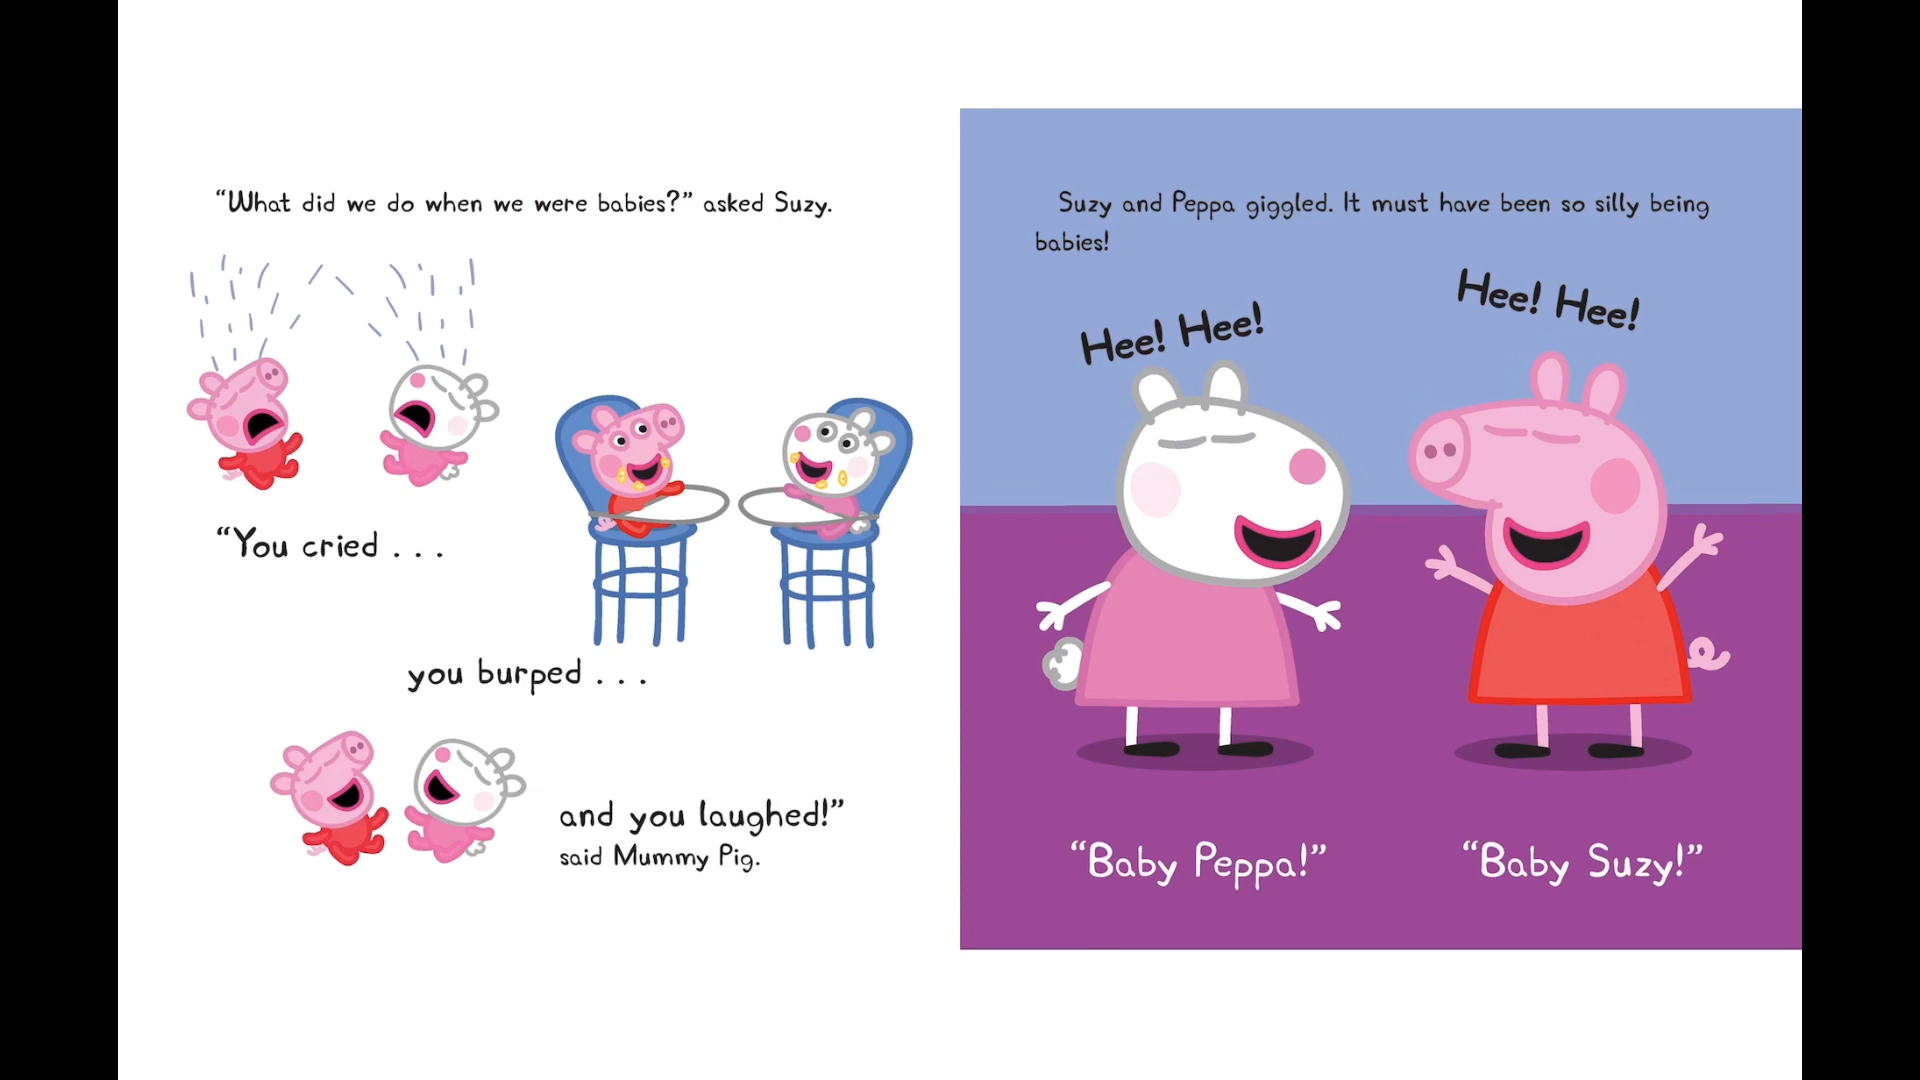 “What did we do when we were babies?” asked Suzy.
“You cried . . .
you burped . . .
and you laughed!”
said Mummy Pig.
Suzy and Peppa giggled. It must have been so silly being
babies!
Hee! Hee!
Hee! Hee!
“Baby Peppa!”
“Baby Suzy!”